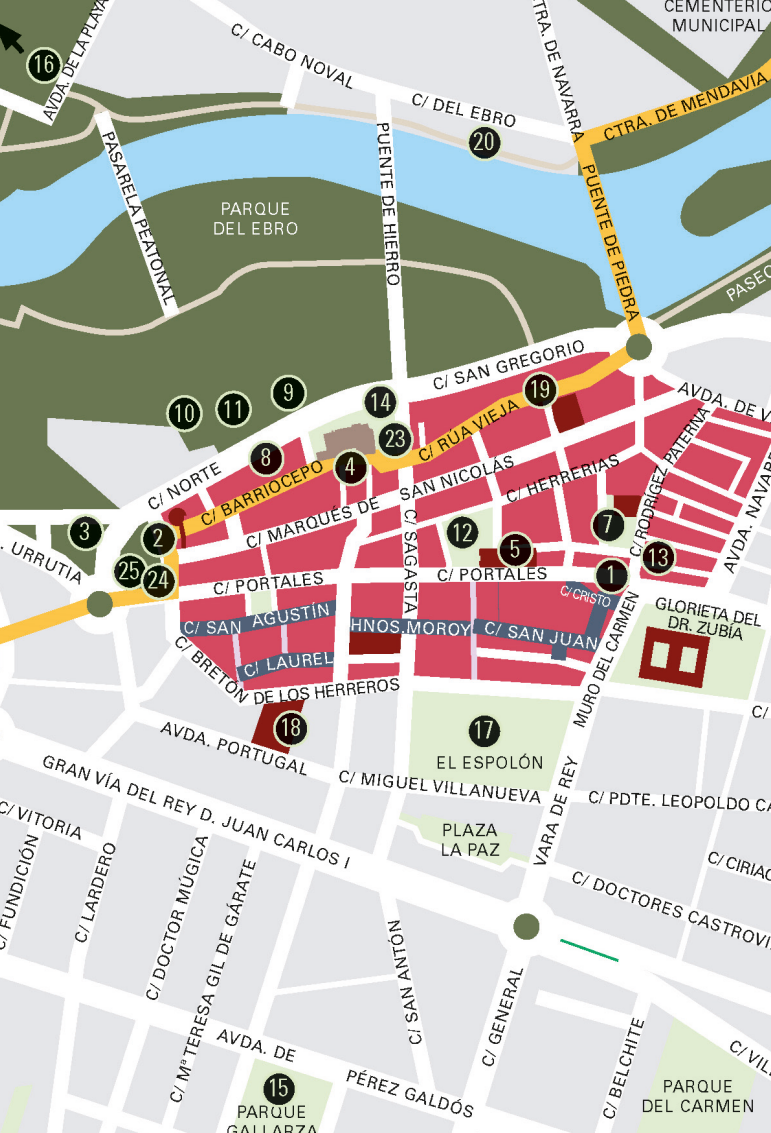 CEMENTERIO
MUNICIPAL
16
AVDA. DE LA PLAYA
C/ CABO NOVAL
C/ DEL EBRO
20
CTRA. DE MENDAVIA
TRA. DE NAVARRA
PUENTE DE PIEDRA
PASARELA PEATONAL
PUENTE DE HIERRO
PARQUE
DEL EBRO
PASEO
C/ SAN GREGORIO
19
9
14
10
11
8
23
4
C/ RÚA VIEJA
C/ NORTE
C/ BARRIOCEPO
C/ MARQUÉS DE
SAN NICOLÁS
C/ HERRERIAS
AVDA. DE V
C/ RODRÍGEZ PATERNA
AVDA. NAVARR
3
2
25
24
. URRUTIA
12
5
7
13
1
C/ SAGASTA
C/ PORTALES
C/ PORTALES
C/ CRISTO
GLORIETA DEL
DR. ZUBÍA
C/ SAN AGUSTÍN
HNOS.MOROY
C/ SAN JUAN
C/ LAUREL
C/ BRETÓN
DE LOS HERREROS
MURO DEL CARMEN
C/
18
17
EL ESPOLÓN
AVDA. PORTUGAL
C/ MIGUEL VILLANUEVA
C/ PDTE. LEOPOLDO CA
VARA DE REY
GRAN VÍA DEL REY D. JUAN CARLOS I
PLAZA
LA PAZ
C/ VITORIA
C/ FUNDICIÓN
C/ LARDERO
C/ DOCTOR MÚGICA
C/ Mª TERESA GIL DE GÁRATE
C/ CIRIAC
C/ DOCTORES CASTROVI
C/ SAN ANTÓN
C/ GENERAL
C/ BELCHITE
C/ VIL
AVDA. DE
PÉREZ GALDÓS
15
PARQUE
GALLARZA
PARQUE
DEL CARMEN